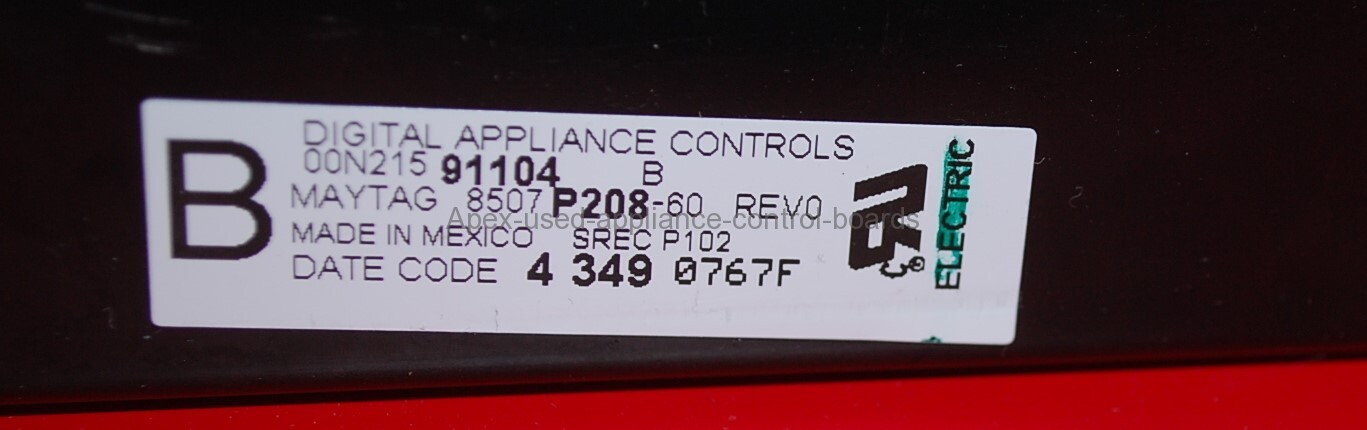 B
DIGITAL APPLIANCE CONTROLS
00N215 91104 B
MAYTAG 8507 P208-60 REV0
Apex-used-appliance-control-boards
MADE IN MEXICO SREC P102
DATE CODE 4 349 0767F
ELECTRIC